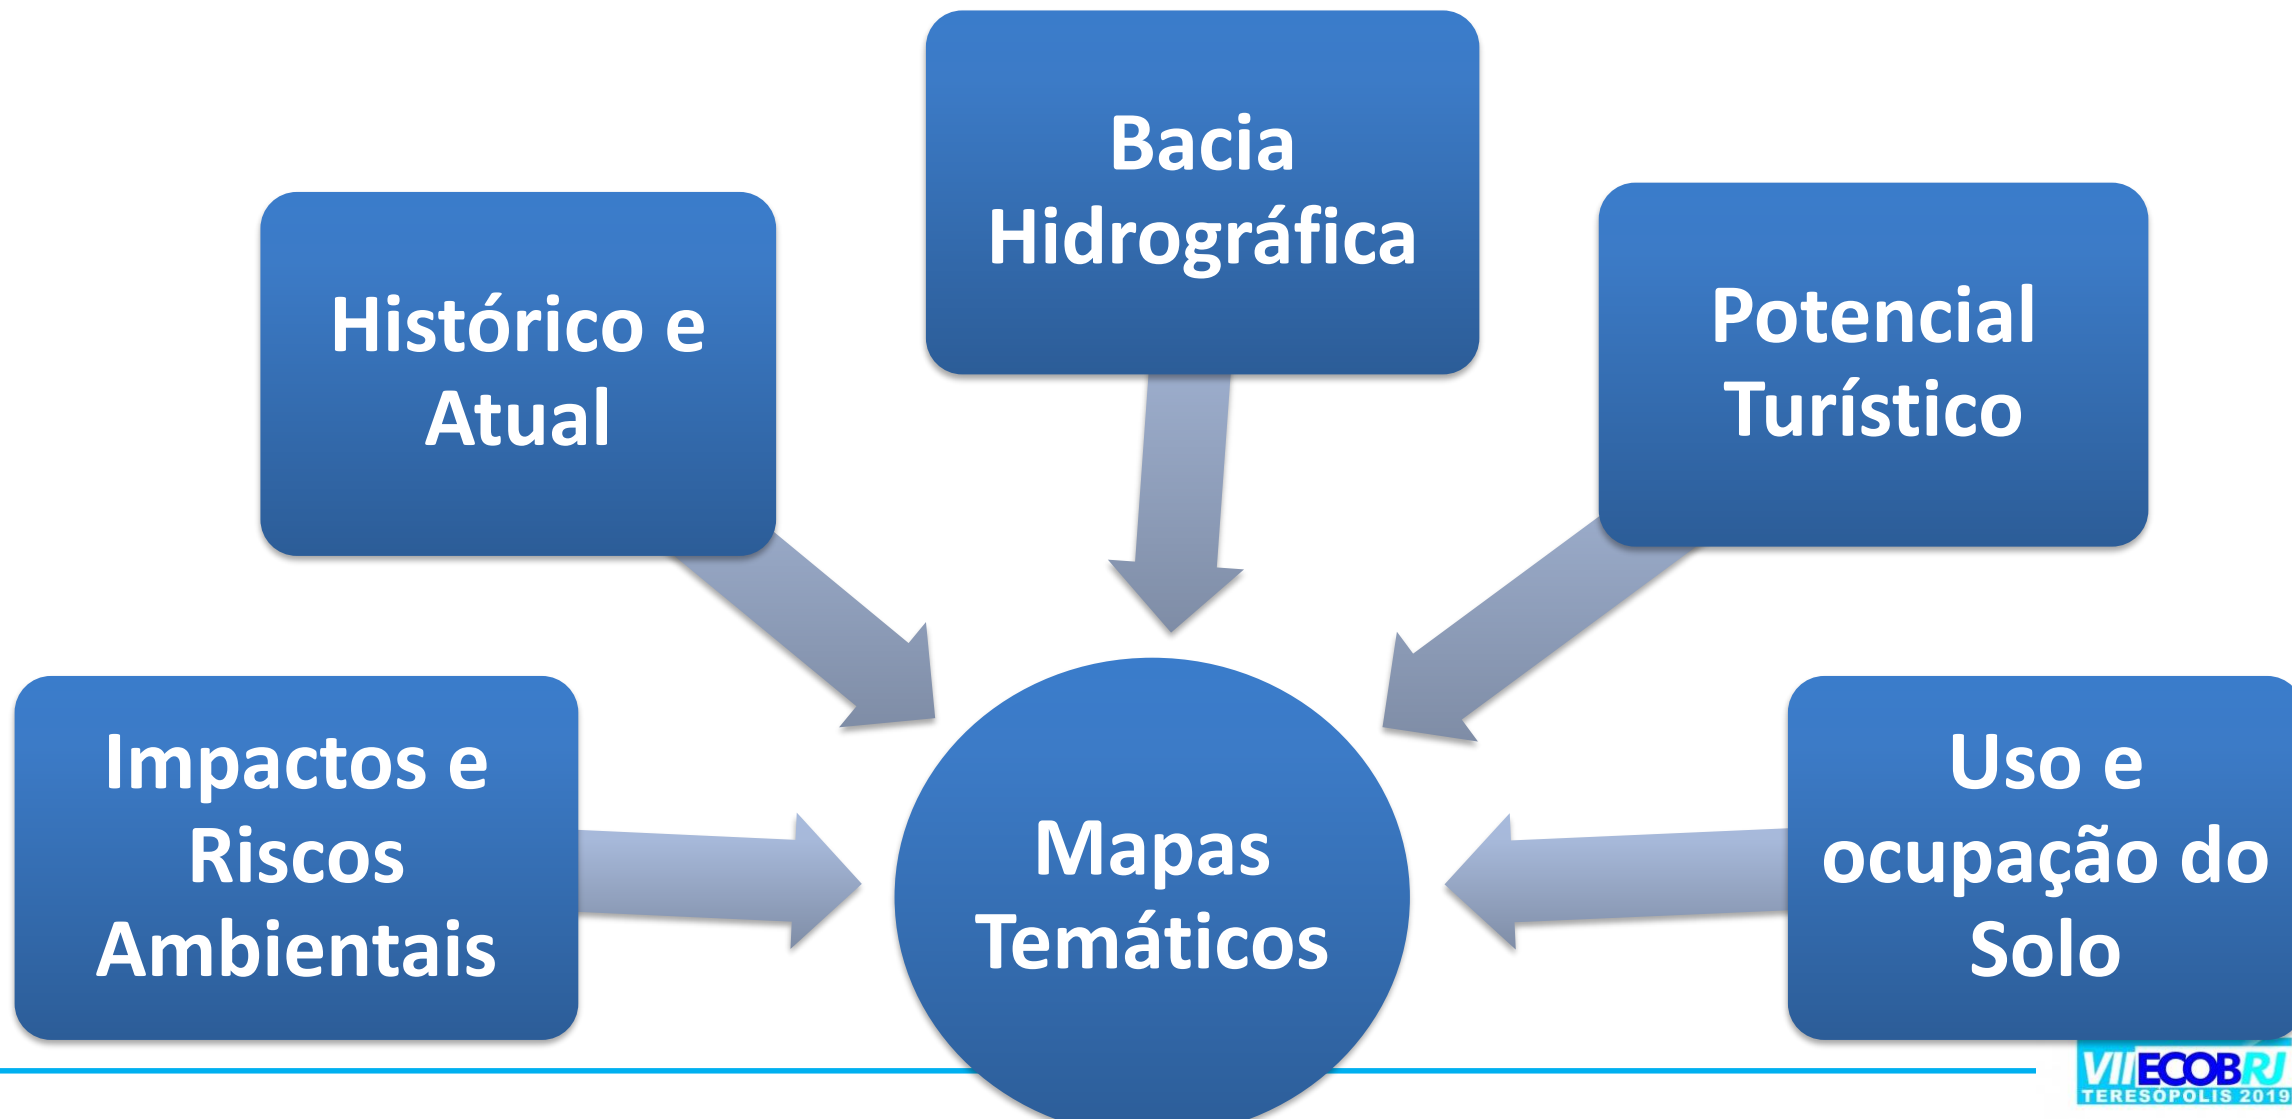 Bacia
Hidrográfica
Histórico e
Atual
Potencial
Turístico
Impactos e
Riscos
Ambientais
Mapas
Temáticos
Uso e
ocupação do
Solo
VII ECOBRJ
TERESÓPOLIS 2019